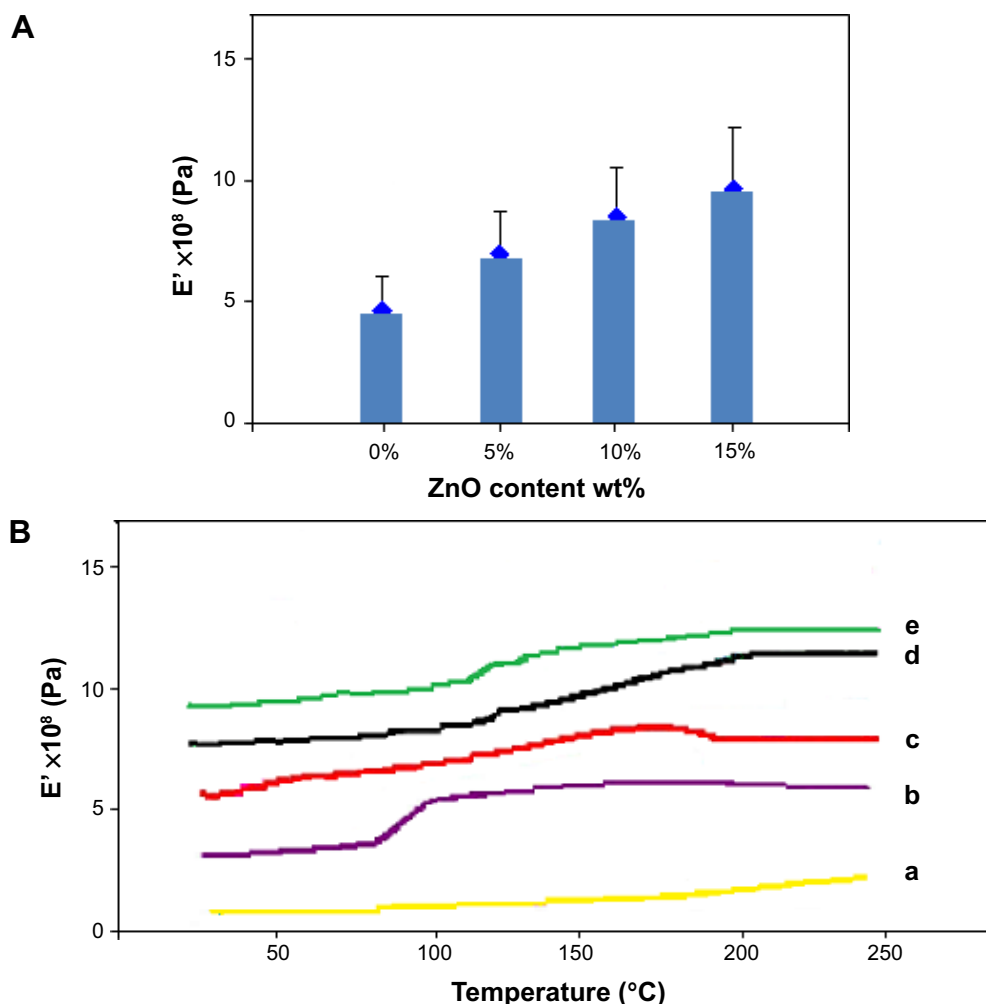 A
E’ ×10⁸ (Pa)
15
10
5
0
0% 5% 10% 15%
ZnO content wt%
B
E’ ×10⁸ (Pa)
15
10
5
0
e
d
c
b
a
50 100 150 200 250
Temperature (°C)